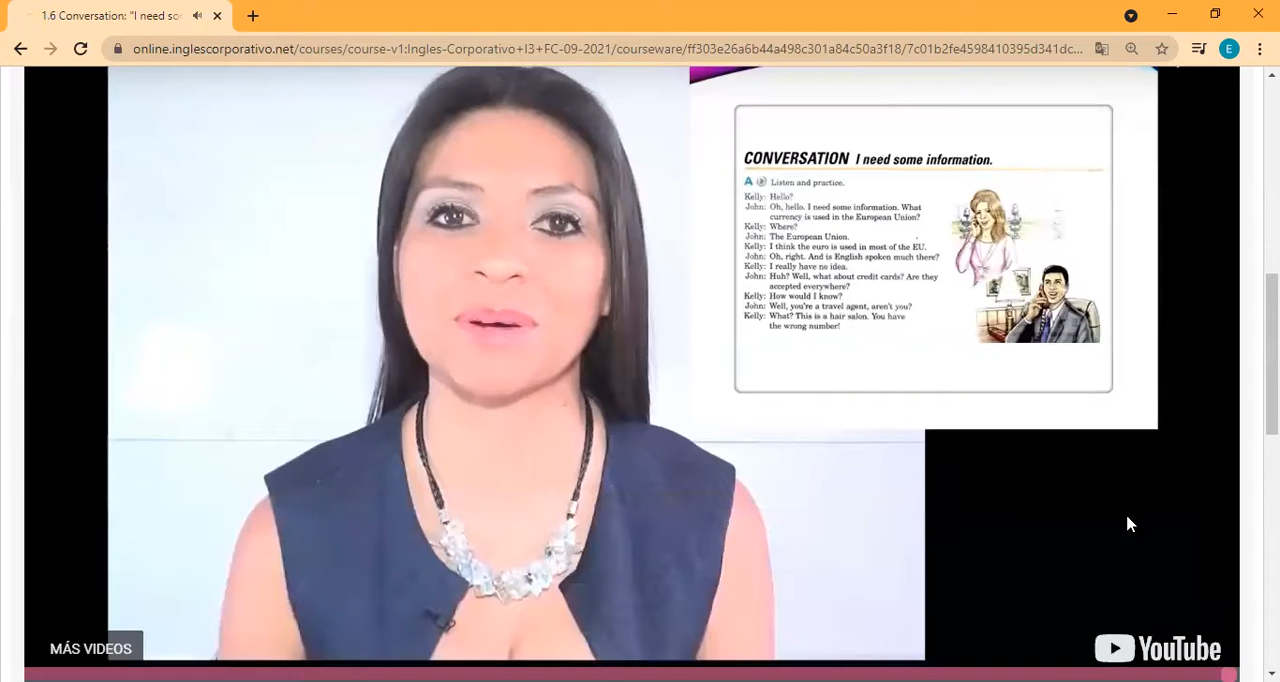 1.6 Conversation: "I need so
online.inglescorporativo.net/courses/course-v1:Ingles-Corporativo+I3+FC-09-2021/courseware/ff303e26a6b44a498c301a84c50a3f18/7c01b2fe4598410395d341dc...
E
CONVERSATION I need some information.
A Listen and practice.
Kelly: Hello?
John: Oh, hello. I need some information. What
currency is used in the European Union?
Kelly: Where?
John: The European Union.
Kelly: I think the euro is used in most of the EU.
John: Oh, right. And is English spoken much there?
Kelly: I really have no idea.
John: Huh? Well, what about credit cards? Are they
accepted everywhere?
Kelly: How would I know?
John: Well, you're a travel agent, aren't you?
Kelly: What? This is a hair salon. You have
the wrong number!
MÁS VIDEOS
YouTube